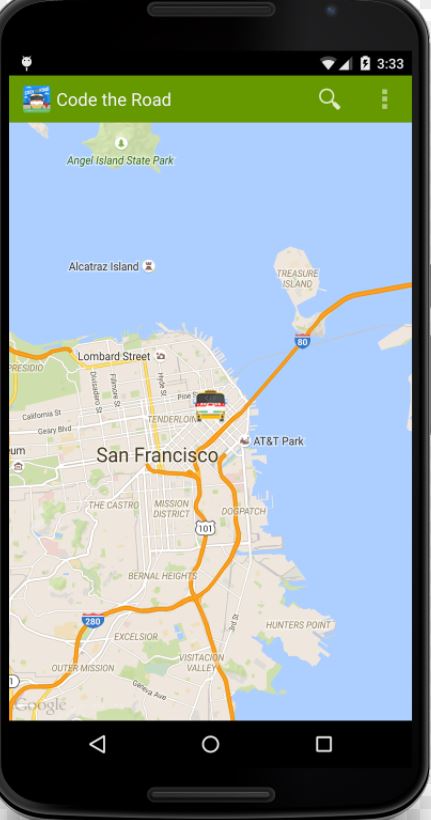 3:33
Code the Road
Angel Island State Park
Alcatraz Island
TREASURE
ISLAND
80
Lombard Street
PRESIDIO
Divisadero St
Fillmore St
Hyde St
Pine S
California St
TENDERLOIN
Geary Blvd
AT&T Park
um
San Francisco
THE CASTRO
MISSION
DISTRICT
DOGPATCH
101
BERNAL HEIGHTS
280
3rd St
HUNTERS POINT
EXCELSIOR
VISITACION
VALLEY
OUTER MISSION
1
Geneva Ave
Google